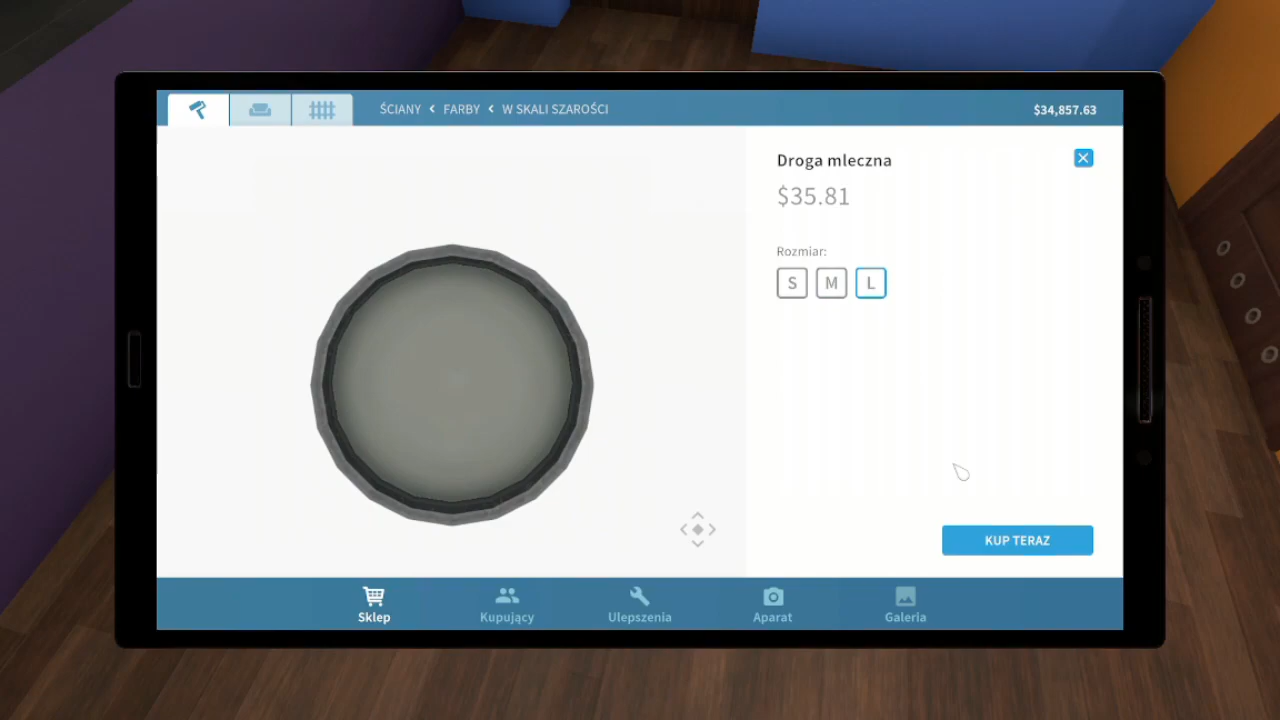 ŚCIANY < FARBY < W SKALI SZAROŚCI
$34,857.63
Droga mleczna
$35.81
Rozmiar:
S M L
KUP TERAZ
Sklep
Kupujący
Ulepszenia
Aparat
Galeria